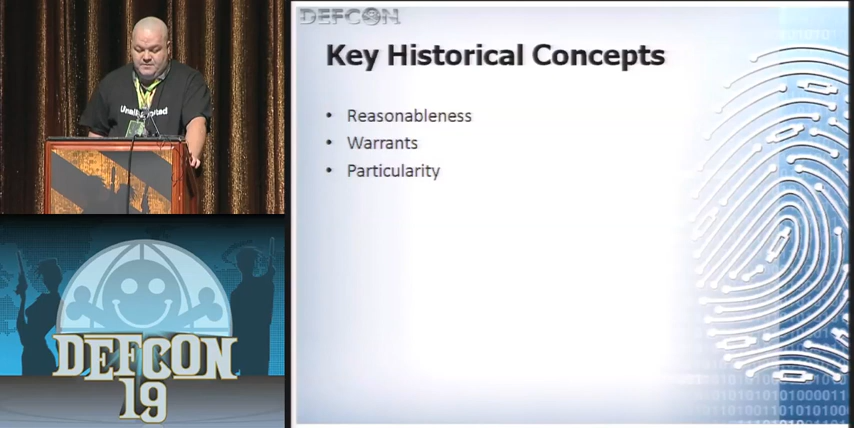 DEFCON
Key Historical Concepts
• Reasonableness
• Warrants
• Particularity
DEFCON
19